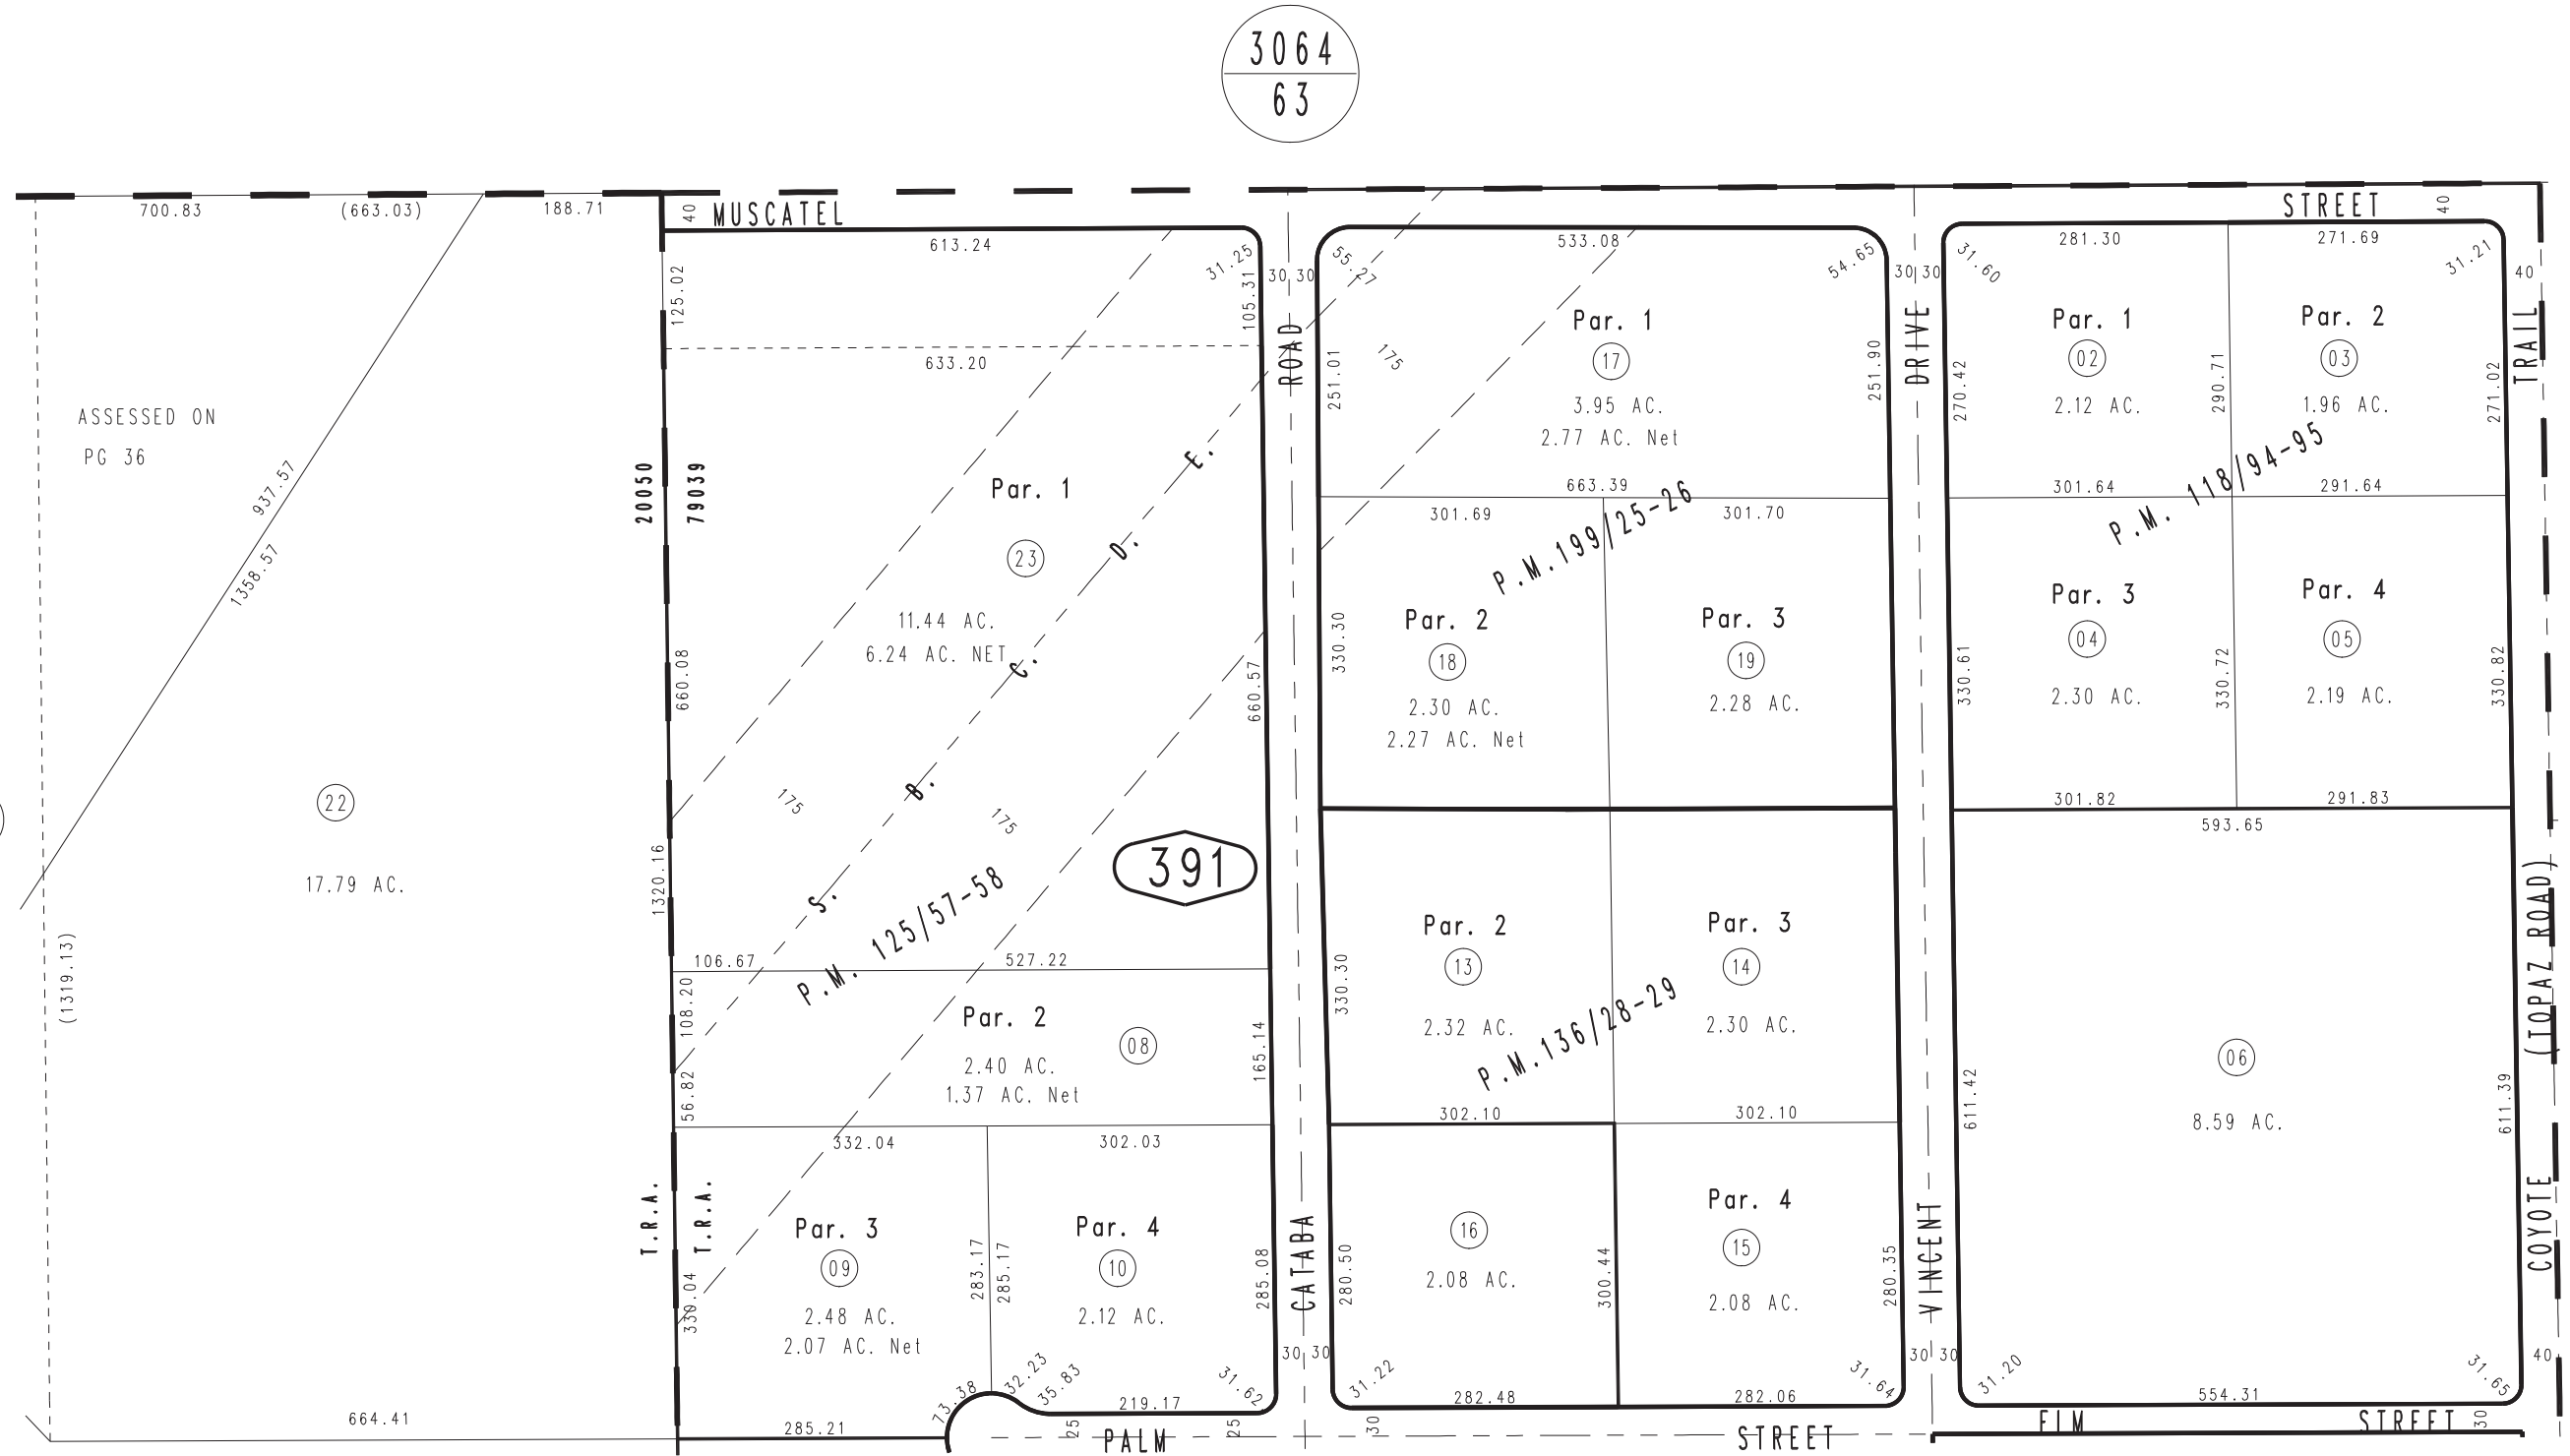 3064
63
700.83
(663.03)
188.71
40
MUSCATEL
STREET
40
613.24
31.25
30 30
55.27
533.08
54.65
30 30
31.60
281.30
271.69
31.21
40
125.02
105.31
633.20
ROAD
175
251.01
Par. 1
17
3.95 AC.
2.77 AC. Net
251.90
DRIVE
270.42
Par. 1
02
2.12 AC.
290.71
Par. 2
03
1.96 AC.
271.02
TRAIL
ASSESSED ON
PG 36
937.57
1358.57
20050
79039
Par. 1
23
11.44 AC.
6.24 AC. NET
S. B. C. D. E.
663.39
301.69
301.70
P.M.199/25-26
301.64
291.64
P.M. 118/94-95
660.08
660.57
330.30
Par. 2
18
2.30 AC.
2.27 AC. Net
Par. 3
19
2.28 AC.
330.61
Par. 3
04
2.30 AC.
330.72
Par. 4
05
2.19 AC.
330.82
301.82
291.83
593.65
22
17.79 AC.
(1319.13)
1320.16
175
175
391
P.M. 125/57-58
106.67
527.22
108.20
56.82
Par. 2
08
2.40 AC.
1.37 AC. Net
165.14
330.30
Par. 2
13
2.32 AC.
Par. 3
14
2.30 AC.
P.M.136/28-29
302.10
302.10
611.42
06
8.59 AC.
611.39
(TOPAZ ROAD)
COYOTE
332.04
302.03
T.R.A.
T.R.A.
330.04
Par. 3
09
2.48 AC.
2.07 AC. Net
283.17
285.17
Par. 4
10
2.12 AC.
285.08
CATABA
280.50
16
2.08 AC.
300.44
Par. 4
15
2.08 AC.
280.35
VINCENT
30 30
30 30
40
73.38
32.23
35.83
31.62
31.22
31.64
31.20
31.65
664.41
285.21
219.17
282.48
282.06
554.31
25
25
30
PALM
STREET
ELM
STREET
30